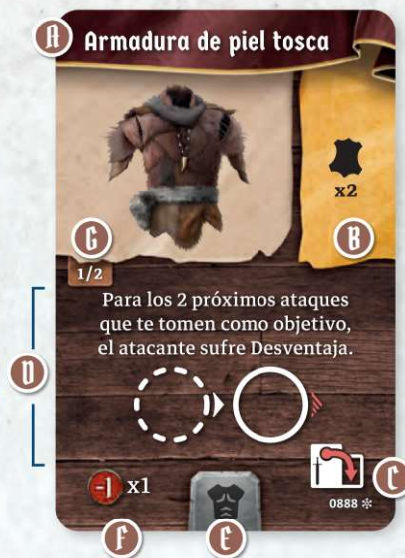 A
Armadura de piel tosca
x2
G
B
1/2
Para los 2 próximos ataques
que te tomen como objetivo,
el atacante sufre Desventaja.
D
-1 x1
C
0888 ✻
F
E